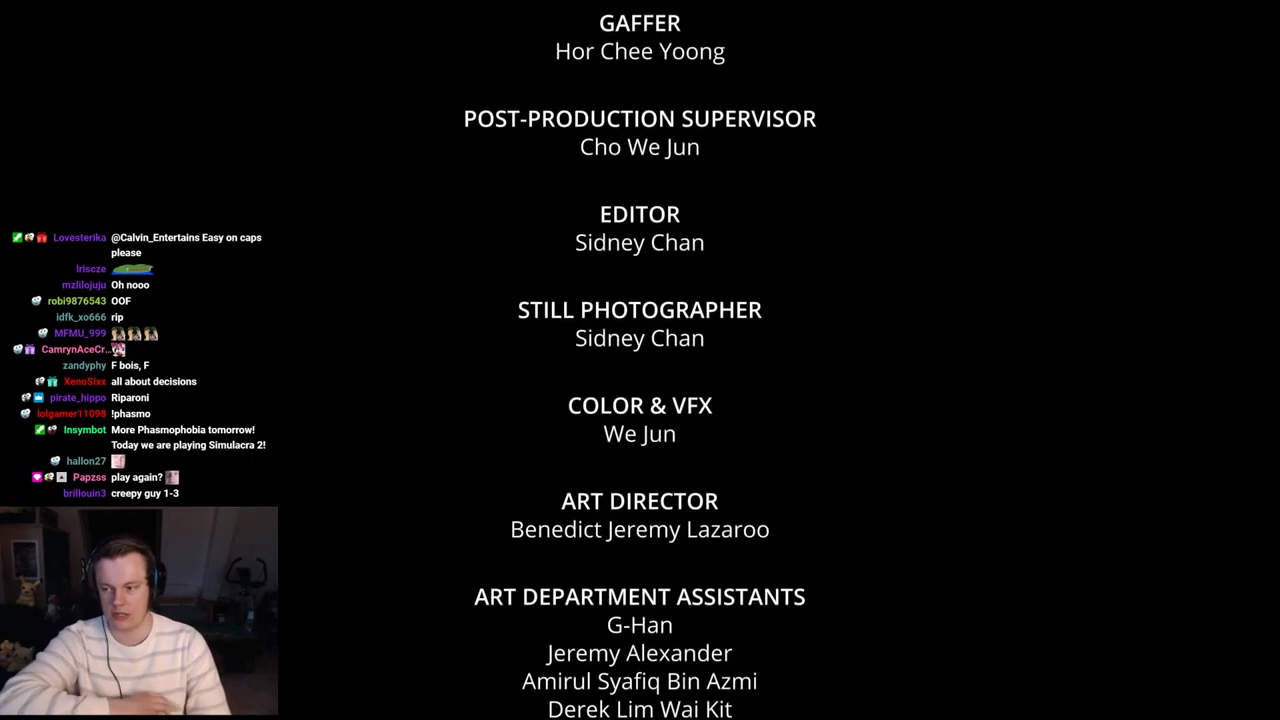 GAFFER
Hor Chee Yoong
POST-PRODUCTION SUPERVISOR
Cho We Jun
EDITOR
Sidney Chan
STILL PHOTOGRAPHER
Sidney Chan
COLOR & VFX
We Jun
ART DIRECTOR
Benedict Jeremy Lazaroo
ART DEPARTMENT ASSISTANTS
G-Han
Jeremy Alexander
Amirul Syafiq Bin Azmi
Derek Lim Wai Kit
Lovesterika @Calvin_Entertains Easy on caps
please
Iriscze
mzlilojuju Oh nooo
robi9876543 OOF
idfk_xo666 rip
MFMU_999
CamrynAceCr...
zandyphy F bois, F
XenoSixx all about decisions
pirate_hippo Riparoni
lolgamer11098 !phasmo
Insymbot More Phasmophobia tomorrow!
Today we are playing Simulacra 2!
hallon27
Papzss play again?
brillouin3 creepy guy 1-3